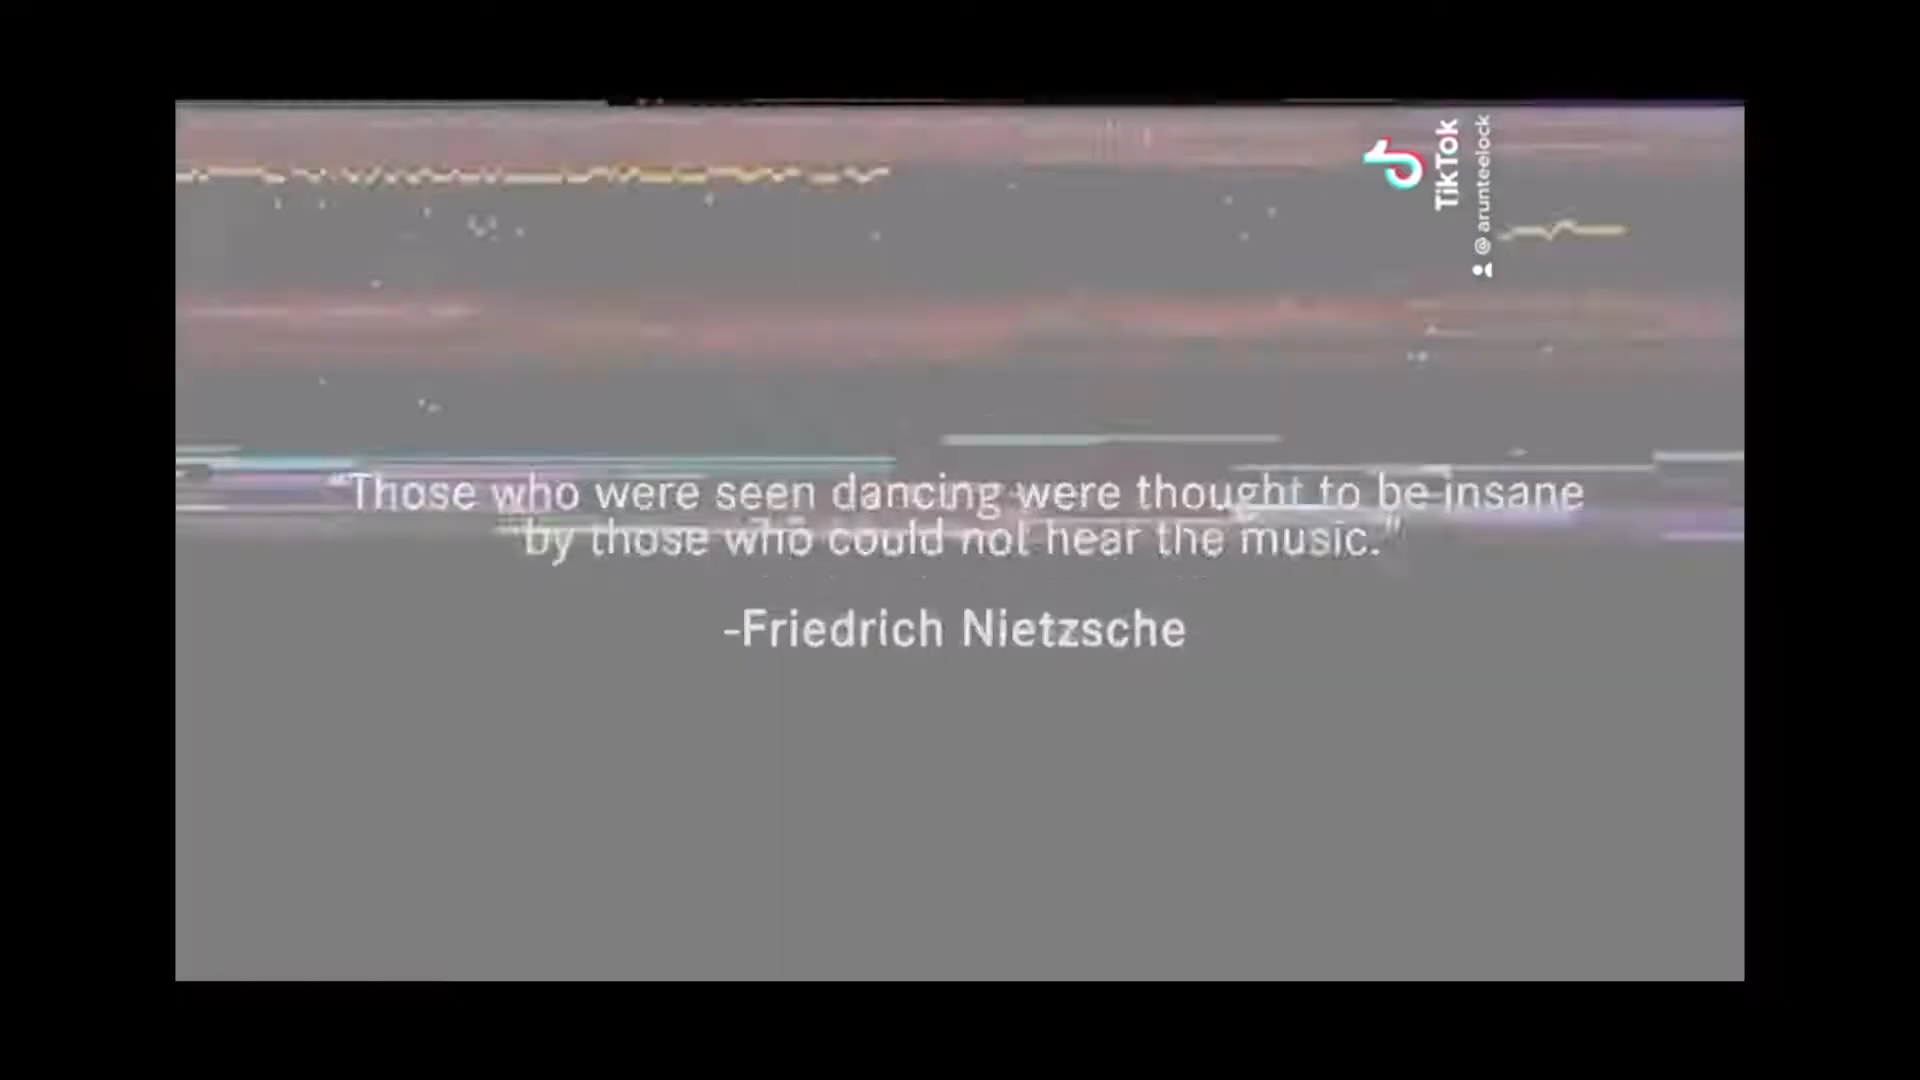 “Those who were seen dancing were thought to be insane
by those who could not hear the music.”
-Friedrich Nietzsche
TikTok
@arunteelock